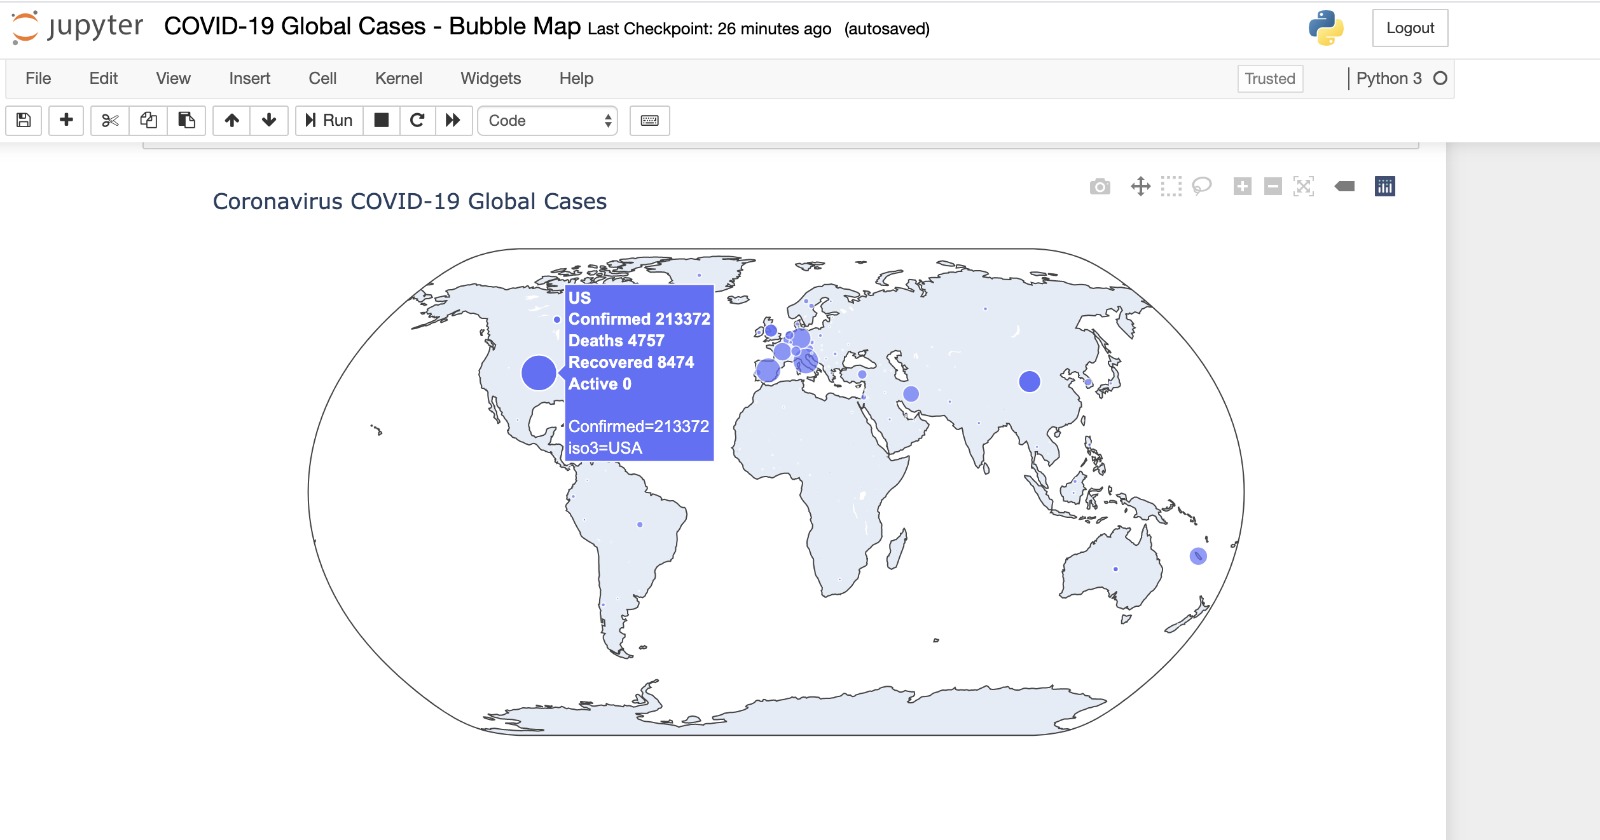 jupyter COVID-19 Global Cases - Bubble Map Last Checkpoint: 26 minutes ago (autosaved) Logout
File Edit View Insert Cell Kernel Widgets Help Trusted Python 3
Run Code
Coronavirus COVID-19 Global Cases
US
Confirmed 213372
Deaths 4757
Recovered 8474
Active 0
Confirmed=213372
iso3=USA